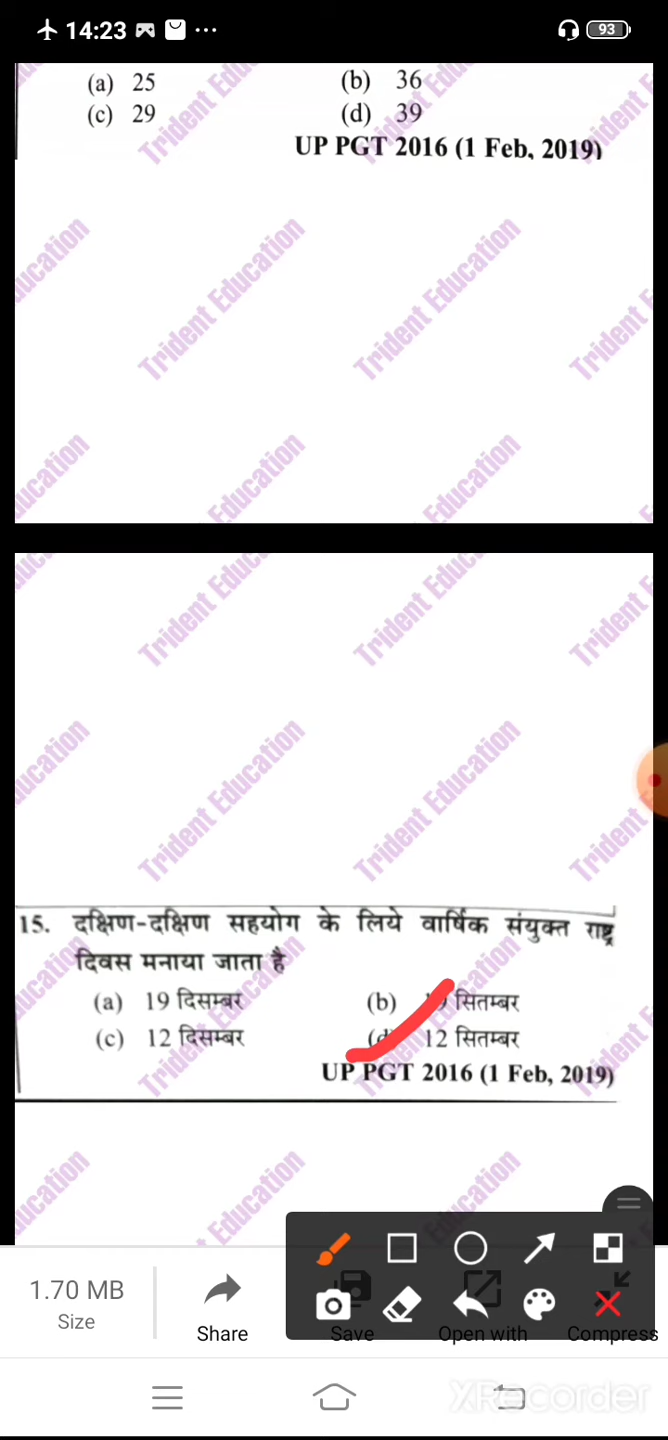 14:23 ... 93
(a) 25 (b) 36
(c) 29 (d) 39
UP PGT 2016 (1 Feb, 2019)
Trident Education
15. दक्षिण-दक्षिण सहयोग के लिये वार्षिक संयुक्त राष्ट्र
दिवस मनाया जाता है
(a) 19 दिसम्बर (b) सितम्बर
(c) 12 दिसम्बर (d) 12 सितम्बर
UP PGT 2016 (1 Feb, 2019)
1.70 MB
Size
Share Save Open with Compress
XRecorder